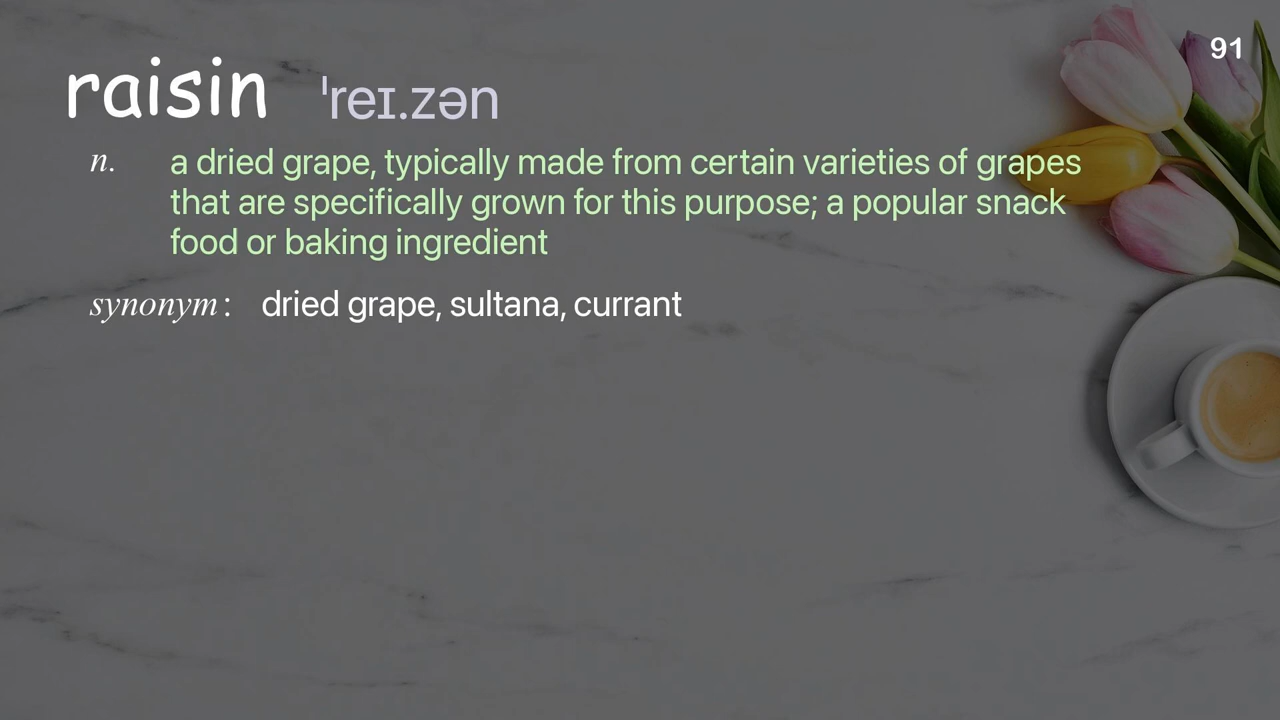 91
raisin ˈreɪ.zən
n. a dried grape, typically made from certain varieties of grapes
that are specifically grown for this purpose; a popular snack
food or baking ingredient
synonym: dried grape, sultana, currant